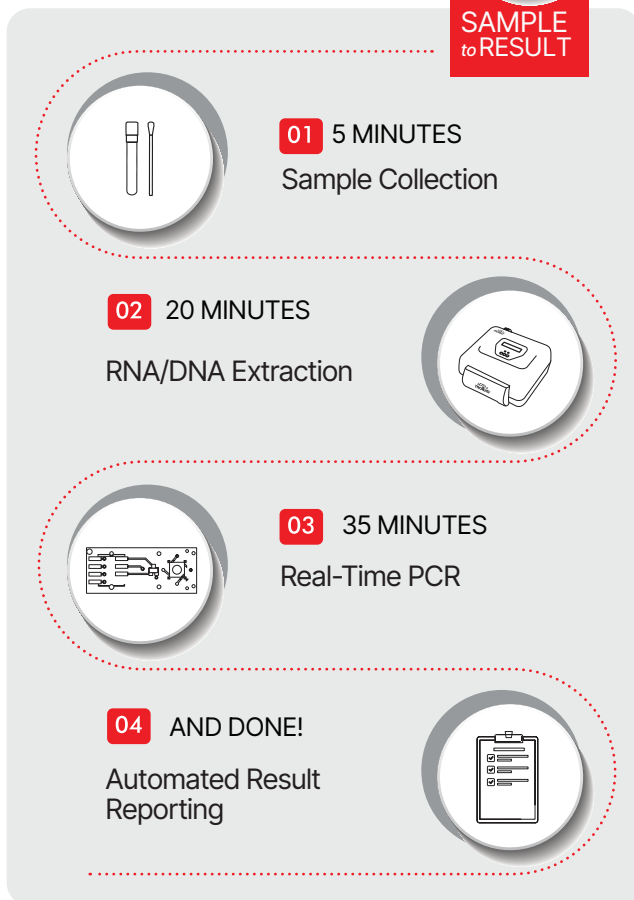 SAMPLE
to RESULT
01 5 MINUTES
Sample Collection
02 20 MINUTES
RNA/DNA Extraction
03 35 MINUTES
Real-Time PCR
04 AND DONE!
Automated Result
Reporting